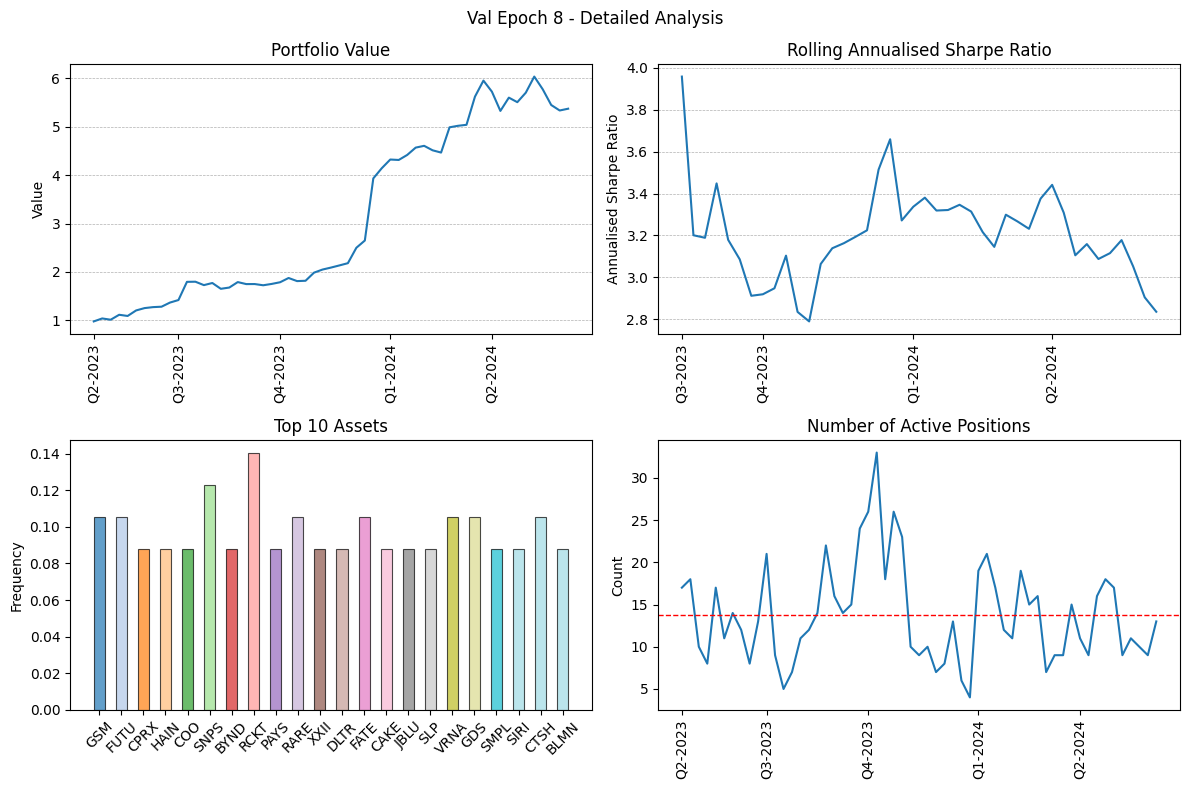 Val Epoch 8 - Detailed Analysis
Portfolio Value
Value
6
5
4
3
2
1
Q2-2023
Q3-2023
Q4-2023
Q1-2024
Q2-2024
Rolling Annualised Sharpe Ratio
Annualised Sharpe Ratio
4.0
3.8
3.6
3.4
3.2
3.0
2.8
Q3-2023
Q4-2023
Q1-2024
Q2-2024
Top 10 Assets
Frequency
0.14
0.12
0.10
0.08
0.06
0.04
0.02
0.00
GSM
FUTU
CPRX
HAIN
COO
SNPS
BYND
RCKT
PAYS
RARE
XXII
DLTR
FATE
CAKE
JBLU
SLP
VRNA
GDS
SMPL
SIRI
CTSH
BLMN
Number of Active Positions
Count
30
25
20
15
10
5
Q2-2023
Q3-2023
Q4-2023
Q1-2024
Q2-2024